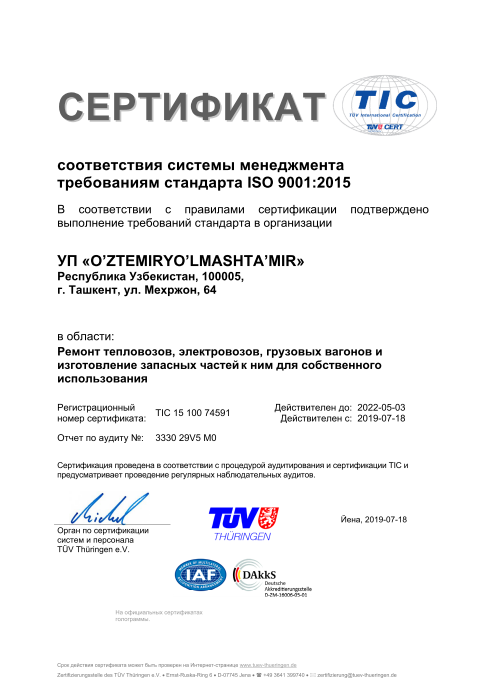 СЕРТИФИКАТ
TIC
TÜV International Certification
TÜV CERT
соответствия системы менеджмента
требованиям стандарта ISO 9001:2015
В соответствии с правилами сертификации подтверждено
выполнение требований стандарта в организации
УП «O’ZTEMIRYO’LMASHTA’MIR»
Республика Узбекистан, 100005,
г. Ташкент, ул. Мехржон, 64
в области:
Ремонт тепловозов, электровозов, грузовых вагонов и
изготовление запасных частей к ним для собственного
использования
Регистрационный
номер сертификата: TIC 15 100 74591
Действителен до: 2022-05-03
Действителен с: 2019-07-18
Отчет по аудиту №: 3330 29V5 M0
Сертификация проведена в соответствии с процедурой аудитирования и сертификации TIC и
предусматривает проведение регулярных наблюдательных аудитов.
Орган по сертификации
систем и персонала
TÜV Thüringen e.V.
TÜV
THÜRINGEN
Йена, 2019-07-18
IAF
DAkkS
Deutsche
Akkreditierungsstelle
D-ZM-16006-05-01
На официальных сертификатах
голограммы.
Срок действия сертификата может быть проверен на Интернет-странице www.tuev-thueringen.de
Zertifizierungsstelle des TÜV Thüringen e.V. • Ernst-Ruska-Ring 6 • D-07745 Jena • ☎ +49 3641 399740 • ✉ zertifizierung@tuev-thueringen.de